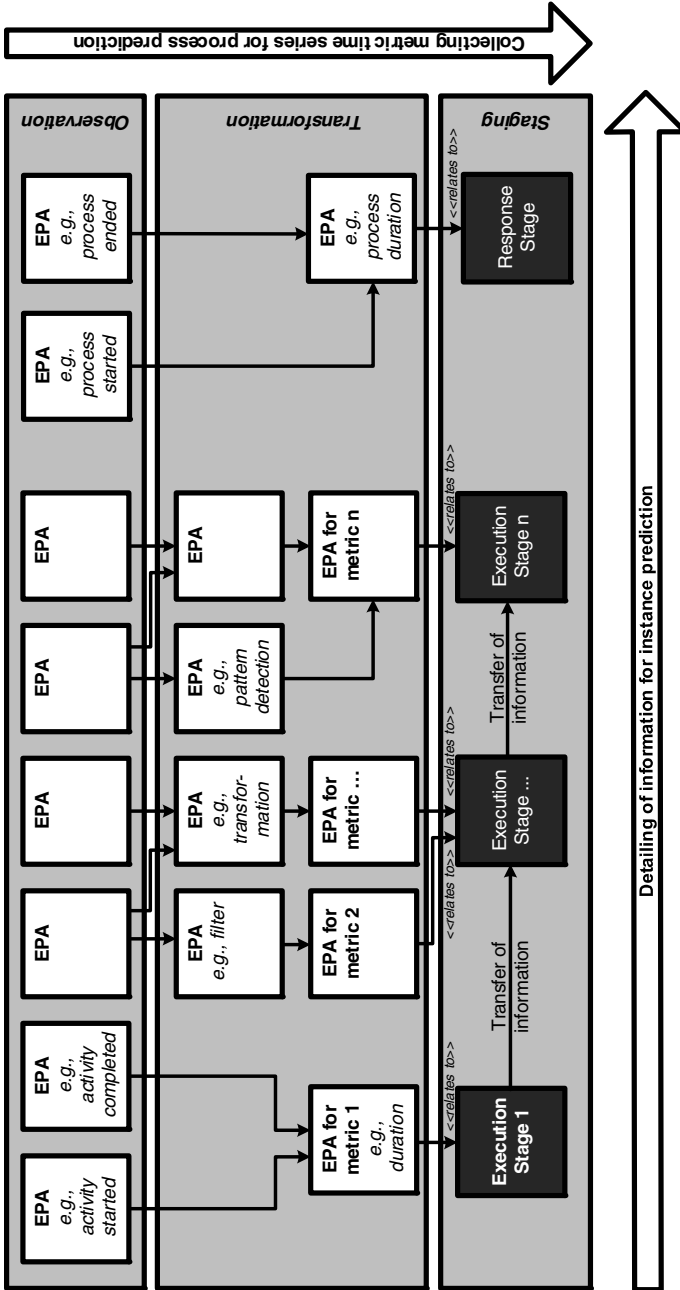 Observation
EPA
e.g.,
activity
started
EPA
e.g.,
activity
completed
EPA
EPA
EPA
EPA
EPA
e.g.,
process
started
EPA
e.g.,
process
ended
Transformation
EPA
e.g., filter
EPA
e.g.,
transfor-
mation
EPA
e.g.,
pattern
detection
EPA
EPA for
metric 1
e.g.,
duration
EPA for
metric 2
EPA for
metric ...
EPA for
metric n
EPA
e.g.,
process
duration
Staging
<<relates to>>
<<relates to>>
<<relates to>>
<<relates to>>
<<relates to>>
Execution
Stage 1
Transfer of
information
Execution
Stage ...
Transfer of
information
Execution
Stage n
Response
Stage
Detailing of information for instance prediction
Collecting metric time series for process prediction